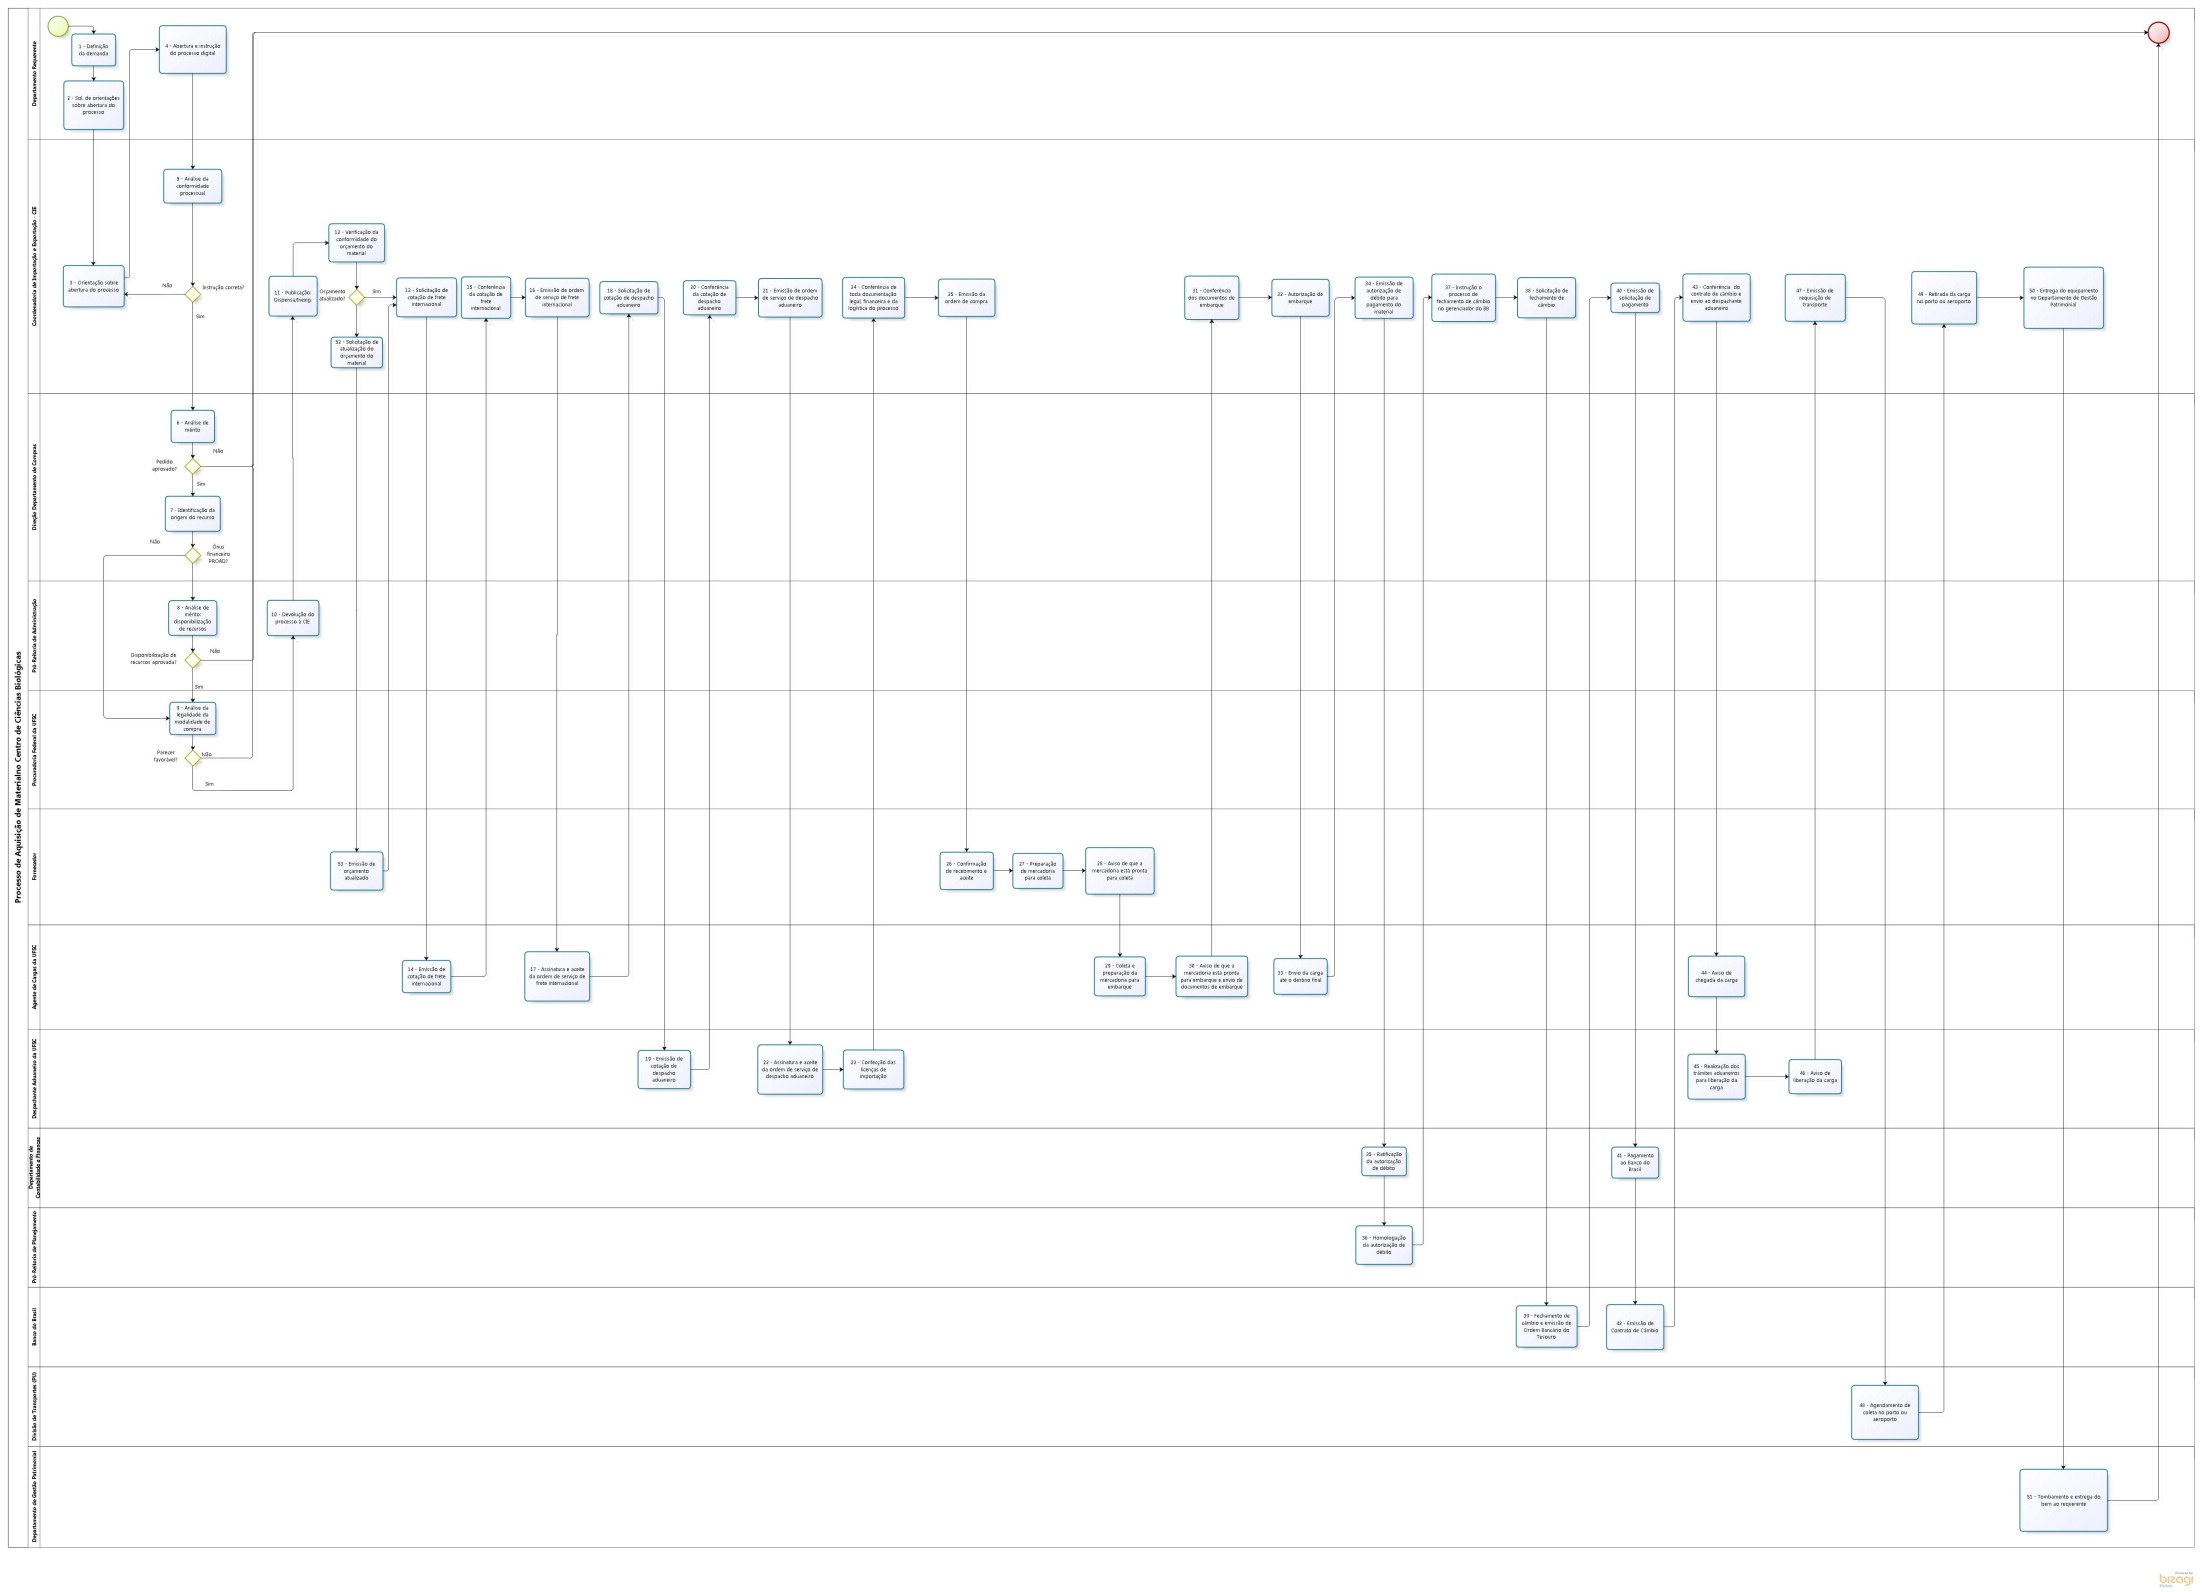 Processo de Aquisição de Materialno Centro de Ciências Biológicas
Departamento Requerente
1 - Definição
da demanda
2 - Sol. de orientações
sobre abertura do
processo
4 - Abertura e instrução
do processo digital
Coordenadoria de Importação e Exportação - CIE
3 - Orientação sobre
abertura do processo
5 - Análise da
conformidade
processual
Não
Instrução correta?
Sim
11 - Publicação:
Dispensa/Inexig.
12 - Verificação da
conformidade do
orçamento do
material
Orçamento
atualizado?
Sim
52 - Solicitação de
atualização do
orçamento do
material
13 - Solicitação de
cotação de frete
internacional
15 - Conferência
da cotação de
frete
internacional
16 - Emissão de ordem
de serviço de frete
internacional
18 - Solicitação de
cotação de despacho
aduaneiro
20 - Conferência
da cotação de
despacho
aduaneiro
21 - Emissão de ordem
de serviço de despacho
aduaneiro
24 - Conferência de
toda documentação
legal, financeira e da
logística do processo
25 - Emissão da
ordem de compra
31 - Conferência
dos documentos de
embarque
32 - Autorização de
embarque
34 - Emissão de
autorização de
débito para
pagamento do
material
37 - Instrução o
processo de
fechamento de câmbio
no gerenciador do BB
38 - Solicitação de
fechamento de
câmbio
40 - Emissão de
solicitação de
pagamento
43 - Conferência do
contrato de câmbio e
envio ao despachante
aduaneiro
47 - Emissão de
requisição de
transporte
49 - Retirada da carga
no porto ou aeroporto
50 - Entrega do equipamento
no Departamento de Gestão
Patrimonial
Direção Departamento de Compras
6 - Análise de
mérito
Não
Pedido
aprovado?
Sim
7 - Identificação da
origem do recurso
Não
Ônus
financeiro
PROAD?
Pró-Reitoria de Administração
8 - Análise de
mérito:
disponibilização
de recursos
10 - Devolução do
processo à CIE
Disponibilização de
recursos aprovada?
Não
Sim
Procuradoria Federal da UFSC
9 - Análise da
legalidade da
modalidade de
compra
Parecer
favorável?
Não
Sim
Fornecedor
53 - Emissão de
orçamento
atualizado
26 - Confirmação
de recebimento e
aceite
27 - Preparação
de mercadoria
para coleta
28 - Aviso de que a
mercadoria está pronta
para coleta
Agente de Cargas da UFSC
14 - Emissão de
cotação de frete
internacional
17 - Assinatura e aceite
da ordem de serviço de
frete internacional
29 - Coleta e
preparação da
mercadoria para
embarque
30 - Aviso de que a
mercadoria está pronta
para embarque e envio de
documentos de embarque
33 - Envio da carga
até o destino final
44 - Aviso de
chegada da carga
Despachante Aduaneiro da UFSC
19 - Emissão de
cotação de
despacho
aduaneiro
22 - Assinatura e aceite
da ordem de serviço de
despacho aduaneiro
23 - Confecção das
licenças de
importação
45 - Realização dos
trâmites aduaneiros
para liberação da
carga
46 - Aviso de
liberação da carga
Departamento de
Contabilidade e Finanças
35 - Ratificação
da autorização
de débito
41 - Pagamento
ao Banco do
Brasil
Pró-Reitoria de Planejamento
36 - Homologação
da autorização de
débito
Banco do Brasil
39 - Fechamento de
câmbio e emissão de
Ordem Bancária do
Tesouro
42 - Emissão de
Contrato de Câmbio
Divisão de Transportes (PU)
48 - Agendamento de
coleta no porto ou
aeroporto
Departamento de Gestão Patrimonial
51 - Tombamento e entrega do
bem ao requerente
bizagi